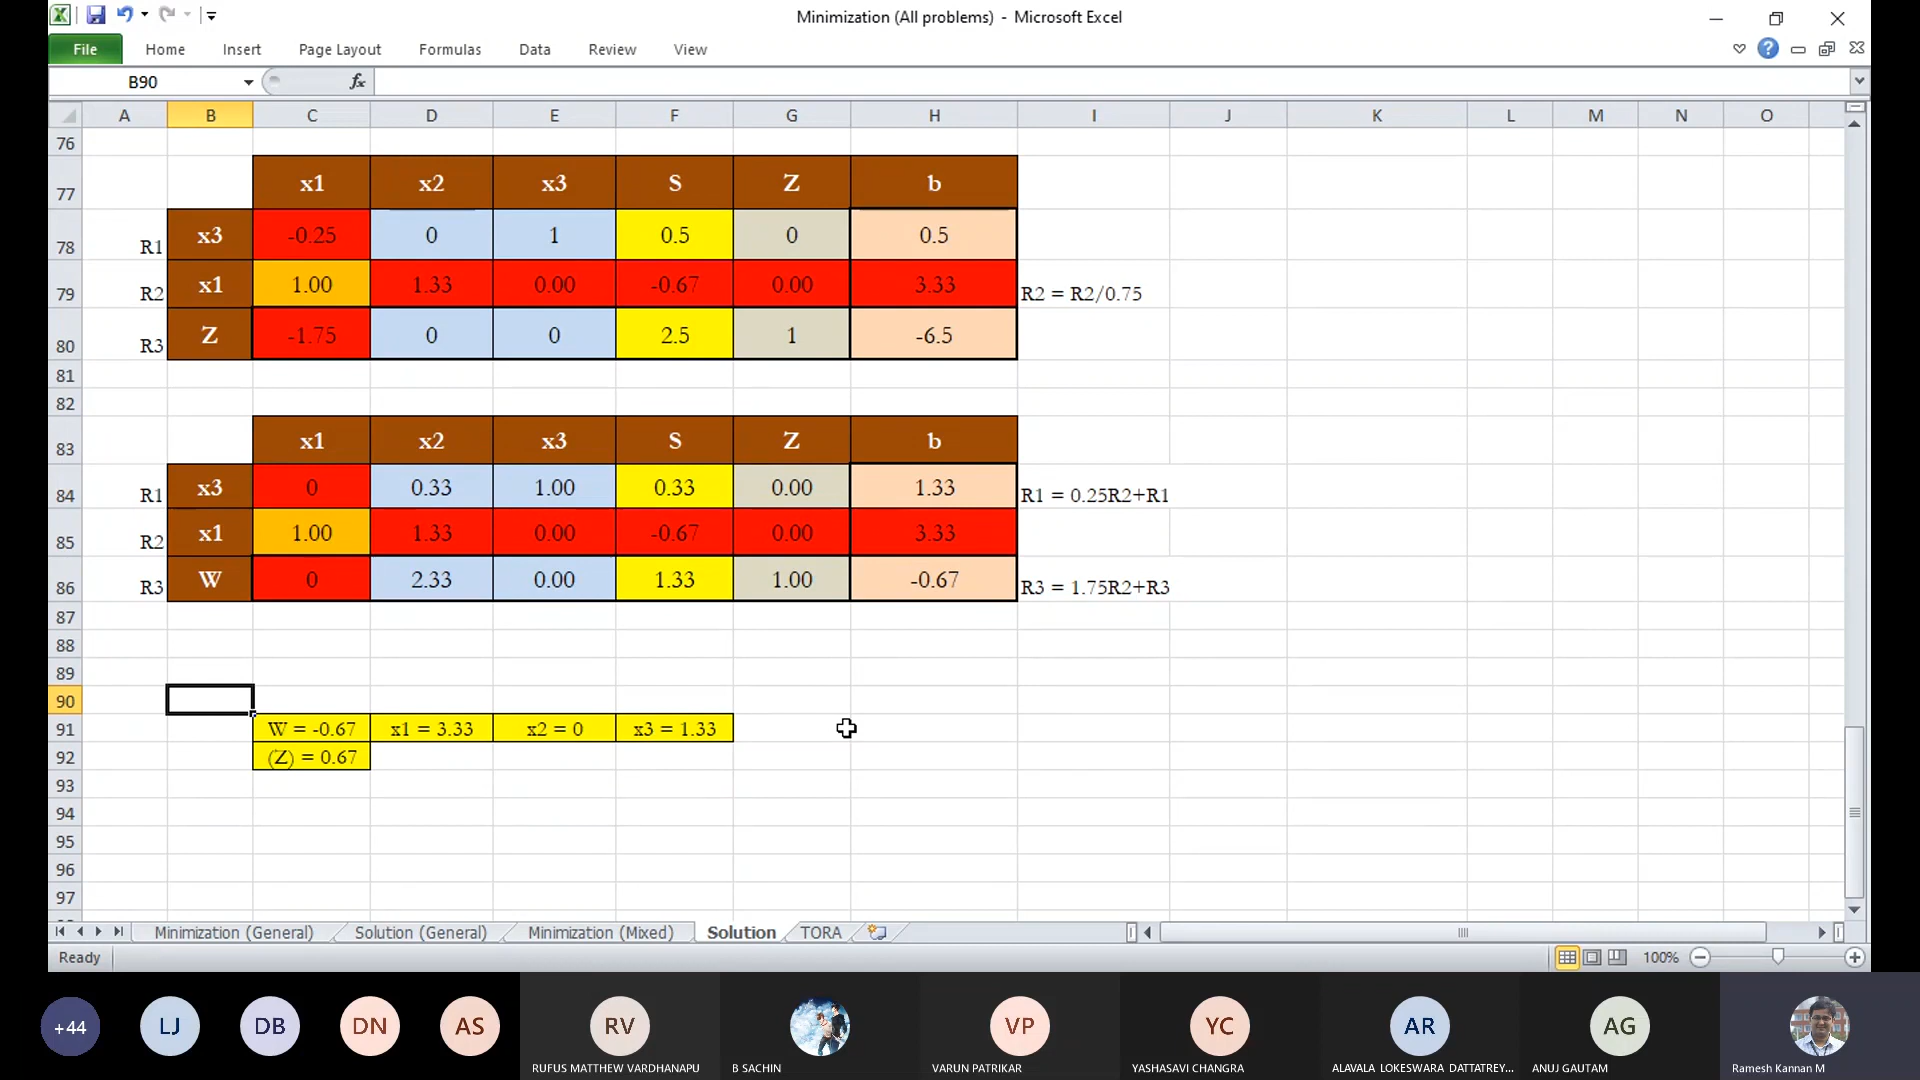 Minimization (All problems) - Microsoft Excel
File Home Insert Page Layout Formulas Data Review View
B90 fx
A B C D E F G H I J K L M N O
76
77 x1 x2 x3 S Z b
78 R1 x3 -0.25 0 1 0.5 0 0.5
79 R2 x1 1.00 1.33 0.00 -0.67 0.00 3.33 R2 = R2/0.75
80 R3 Z -1.75 0 0 2.5 1 -6.5
81
82
83 x1 x2 x3 S Z b
84 R1 x3 0 0.33 1.00 0.33 0.00 1.33 R1 = 0.25R2+R1
85 R2 x1 1.00 1.33 0.00 -0.67 0.00 3.33
86 R3 W 0 2.33 0.00 1.33 1.00 -0.67 R3 = 1.75R2+R3
87
88
89
90
91 W = -0.67 x1 = 3.33 x2 = 0 x3 = 1.33
92 (Z) = 0.67
93
94
95
96
97
Minimization (General) Solution (General) Minimization (Mixed) Solution TORA
Ready 100%
+44 LJ DB DN AS RV VP YC AR AG
RUFUS MATTHEW VARDHANAPU B SACHIN VARUN PATRIKAR YASHASAVI CHANGRA ALAVALA LOKESWARA DATTATREY... ANUJ GAUTAM Ramesh Kannan M